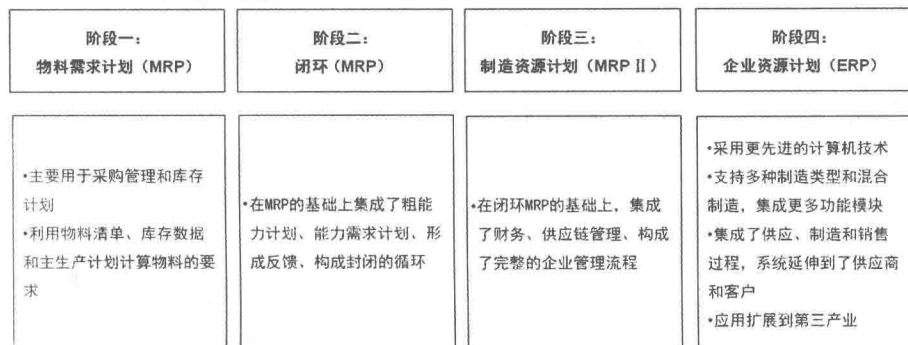 阶段一：
物料需求计划（MRP）
阶段二：
闭环（MRP）
阶段三：
制造资源计划（MRP Ⅱ）
阶段四：
企业资源计划（ERP）
•主要用于采购管理和库存
计划
•利用物料清单、库存数据
和主生产计划计算物料的要
求
•在MRP的基础上集成了粗能
力计划、能力需求计划、形
成反馈、构成封闭的循环
•在闭环MRP的基础上，集成
了财务、供应链管理、构成
了完整的企业管理流程
•采用更先进的计算机技术
•支持多种制造类型和混合
制造，集成更多功能模块
•集成了供应、制造和销售
过程，系统延伸到了供应商
和客户
•应用扩展到第三产业